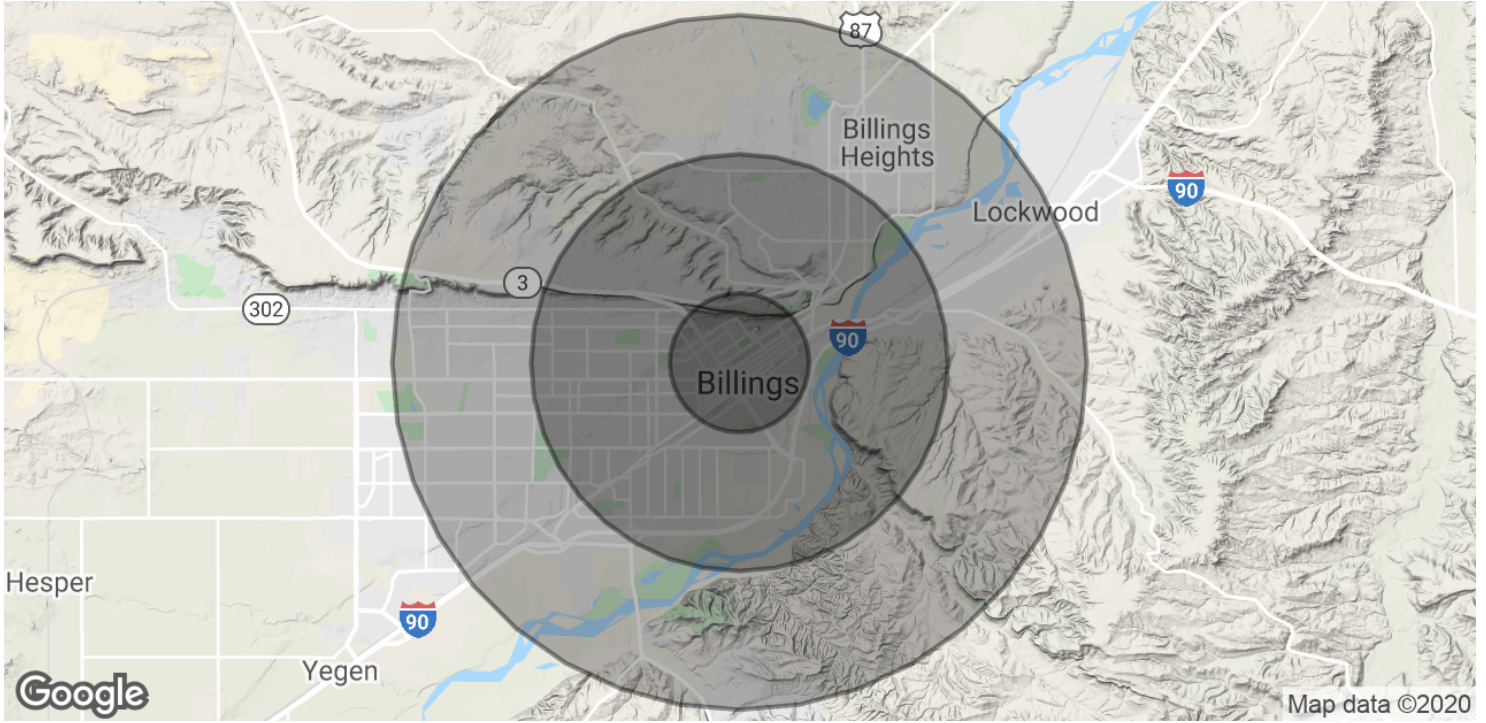 87
Billings
Heights
90
Lockwood
3
302
90
Billings
Hesper
90
Yegen
Google
Map data ©2020